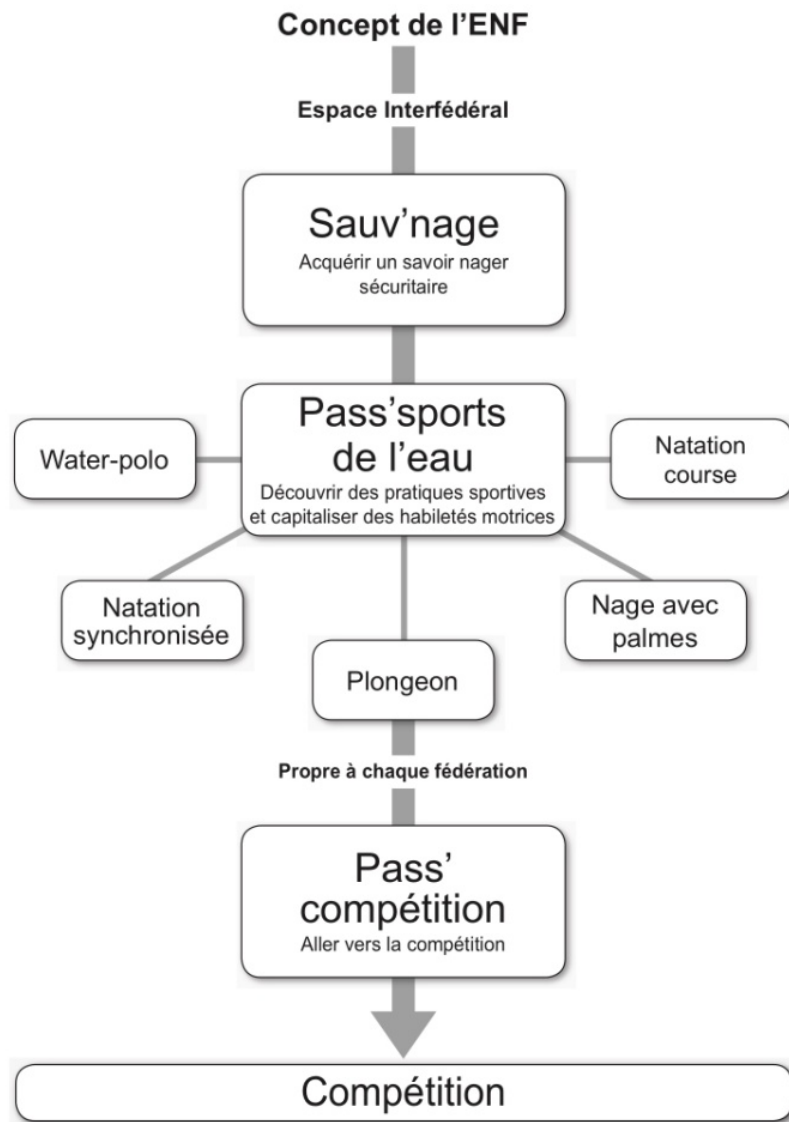 Concept de l’ENF
Espace Interfédéral
Sauv’nage
Acquérir un savoir nager
sécuritaire
Pass’sports
de l’eau
Découvrir des pratiques sportives
et capitaliser des habiletés motrices
Water-polo
Natation
course
Natation
synchronisée
Nage avec
palmes
Plongeon
Propre à chaque fédération
Pass’
compétition
Aller vers la compétition
Compétition